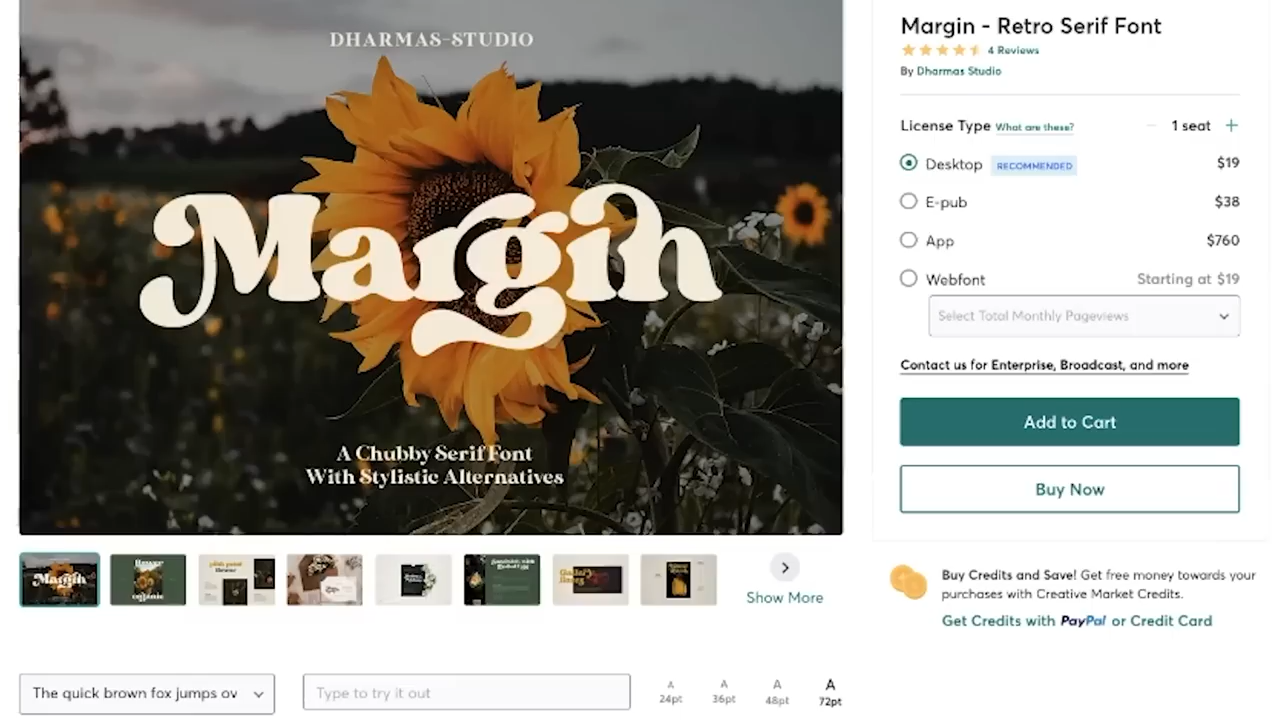 DHARMAS-STUDIO
Margin
A Chubby Serif Font
With Stylistic Alternatives
Margin - Retro Serif Font
4 Reviews
By Dharmas Studio
License Type What are these? 1 seat +
Desktop RECOMMENDED $19
E-pub $38
App $760
Webfont Starting at $19
Select Total Monthly Pageviews
Contact us for Enterprise, Broadcast, and more
Add to Cart
Buy Now
Margin
Show More
Buy Credits and Save! Get free money towards your
purchases with Creative Market Credits.
Get Credits with PayPal or Credit Card
The quick brown fox jumps ov
Type to try it out
A A A A
24pt 36pt 48pt 72pt